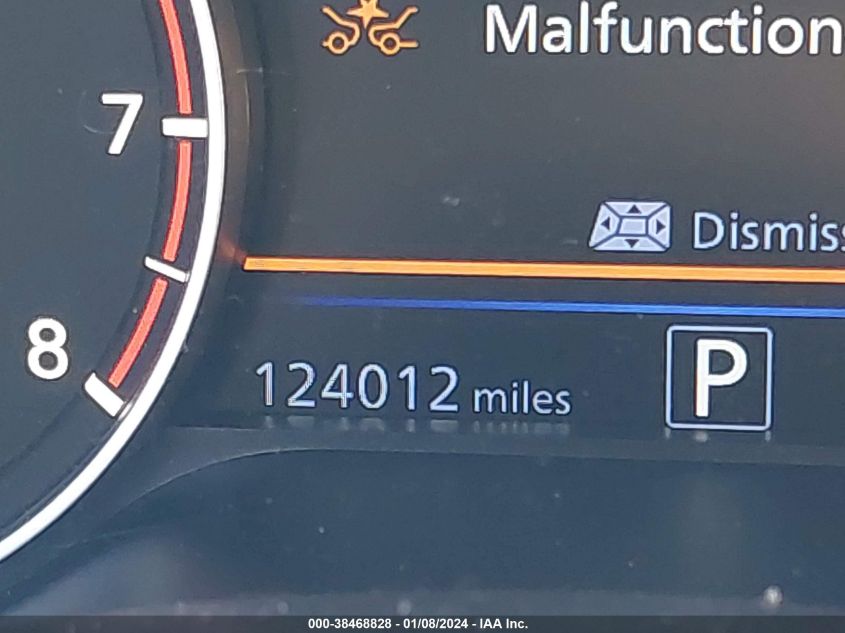 Malfunction
7
Dismiss
8
124012 miles
P
000-38468828 - 01/08/2024 - IAA Inc.